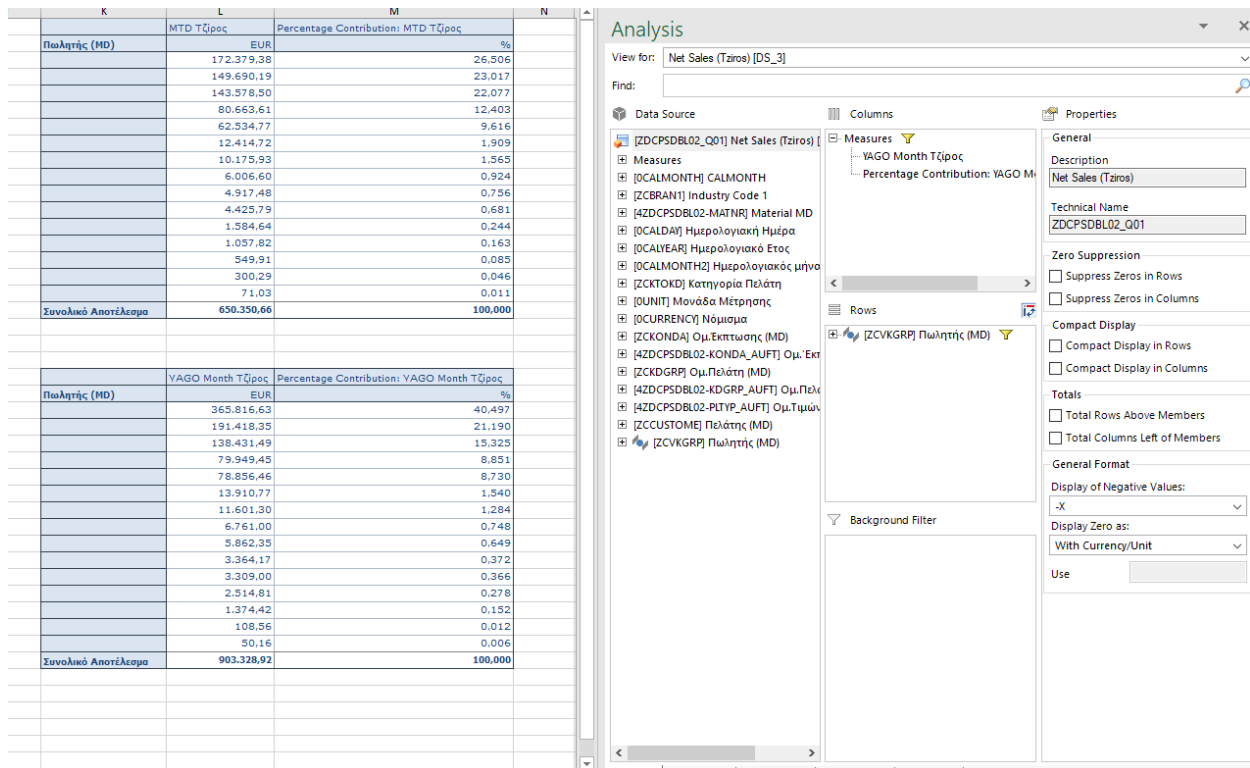 K L M N
MTD Τζίρος Percentage Contribution: MTD Τζίρος
Πωλητής (MD) EUR %
172.379,38 26,506
149.690,19 23,017
143.578,50 22,077
80.663,61 12,403
62.534,77 9,616
12.414,72 1,909
10.175,93 1,565
6.006,60 0,924
4.917,48 0,756
4.425,79 0,681
1.584,64 0,244
1.057,82 0,163
549,91 0,085
300,29 0,046
71,03 0,011
Συνολικό Αποτέλεσμα 650.350,66 100,000
YAGO Month Τζίρος Percentage Contribution: YAGO Month Τζίρος
Πωλητής (MD) EUR %
365.816,63 40,497
191.418,35 21,190
138.431,49 15,325
79.949,45 8,851
78.856,46 8,730
13.910,77 1,540
11.601,30 1,284
6.761,00 0,748
5.862,35 0,649
3.364,17 0,372
3.309,00 0,366
2.514,81 0,278
1.374,42 0,152
108,56 0,012
50,16 0,006
Συνολικό Αποτέλεσμα 903.328,92 100,000
Analysis
View for: Net Sales (Tziros) [DS_3]
Find:
Data Source
[ZDCPSDBL02_Q01] Net Sales (Tziros) [
Measures
[0CALMONTH] CALMONTH
[ZCBRAN1] Industry Code 1
[4ZDCPSDBL02-MATNR] Material MD
[0CALDAY] Ημερολογιακή Ημέρα
[0CALYEAR] Ημερολογιακό Ετος
[0CALMONTH2] Ημερολογιακός μήνα
[ZCKTOKD] Κατηγορία Πελάτη
[0UNIT] Μονάδα Μέτρησης
[0CURRENCY] Νόμισμα
[ZCKONDA] Ομ.Έκπτωσης (MD)
[4ZDCPSDBL02-KONDA_AUFT] Ομ.Έκπ
[ZCKDGRP] Ομ.Πελάτη (MD)
[4ZDCPSDBL02-KDGRP_AUFT] Ομ.Πελά
[4ZDCPSDBL02-PLTYP_AUFT] Ομ.Τιμών
[ZCCUSTOME] Πελάτης (MD)
[ZCVKGRP] Πωλητής (MD)
Columns
Measures
YAGO Month Τζίρος
Percentage Contribution: YAGO M
Rows
[ZCVKGRP] Πωλητής (MD)
Background Filter
Properties
General
Description
Net Sales (Tziros)
Technical Name
ZDCPSDBL02_Q01
Zero Suppression
Suppress Zeros in Rows
Suppress Zeros in Columns
Compact Display
Compact Display in Rows
Compact Display in Columns
Totals
Total Rows Above Members
Total Columns Left of Members
General Format
Display of Negative Values:
-X
Display Zero as:
With Currency/Unit
Use